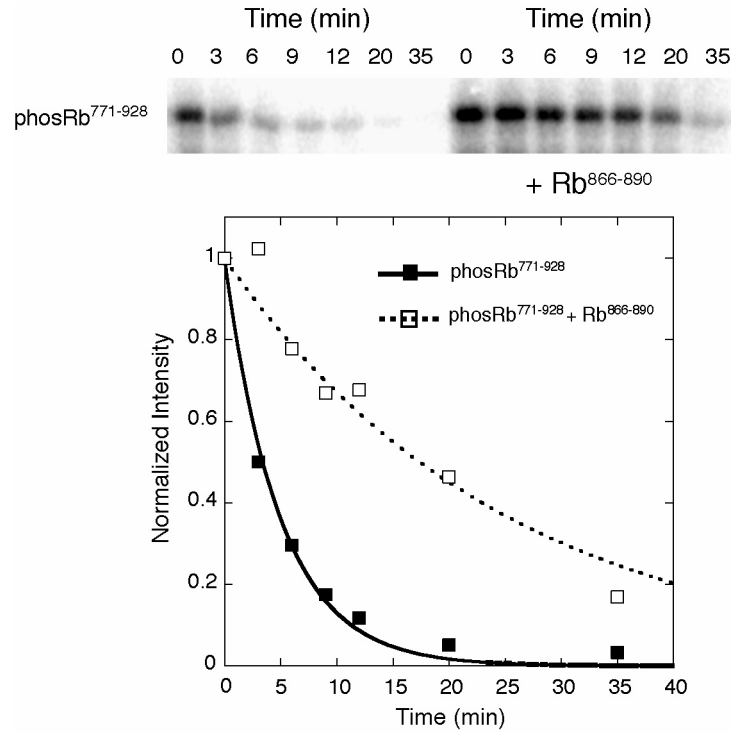 Time (min) Time (min)
0 3 6 9 12 20 35 0 3 6 9 12 20 35
phosRb771-928
+ Rb866-890
phosRb771-928
phosRb771-928 + Rb866-890
Normalized Intensity
1
0.8
0.6
0.4
0.2
0
0 5 10 15 20 25 30 35 40
Time (min)